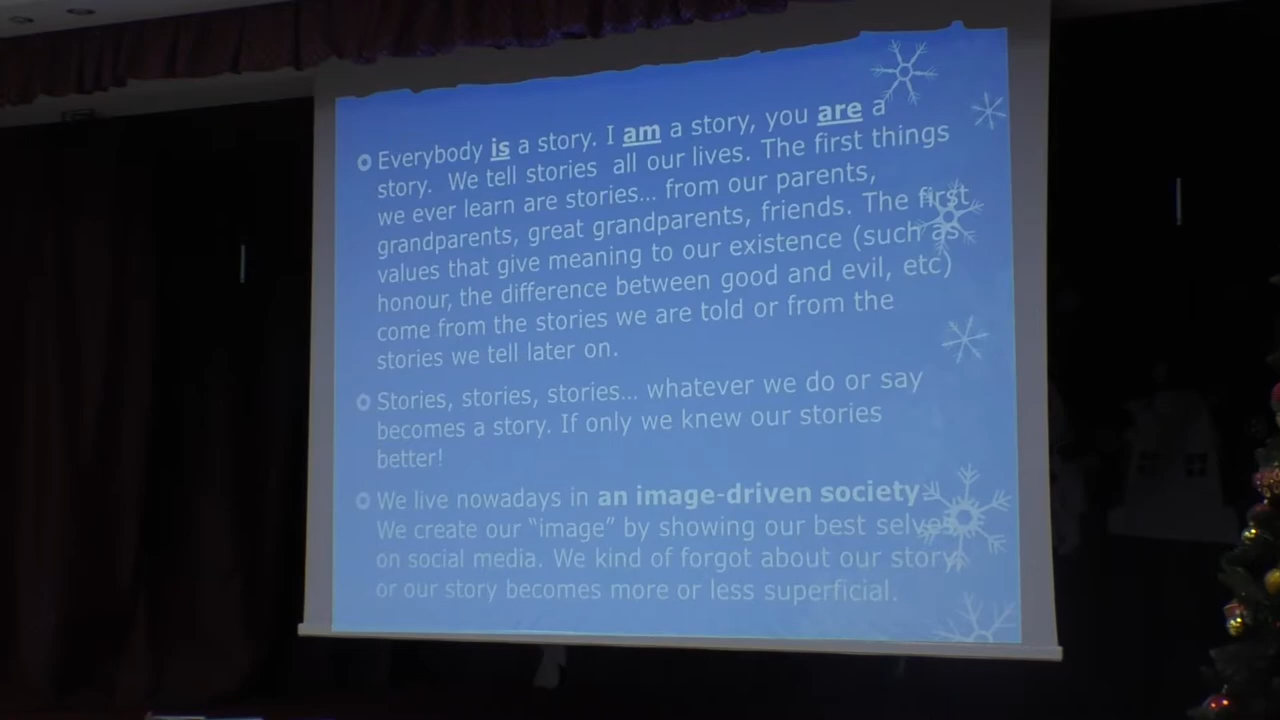 Everybody is a story. I am a story, you are a
story. We tell stories all our lives. The first things
we ever learn are stories... from our parents,
grandparents, great grandparents, friends. The first
values that give meaning to our existence (such as
honour, the difference between good and evil, etc)
come from the stories we are told or from the
stories we tell later on.
Stories, stories, stories... whatever we do or say
becomes a story. If only we knew our stories
better!
We live nowadays in an image-driven society.
We create our “image” by showing our best selves
on social media. We kind of forgot about our story,
or our story becomes more or less superficial.